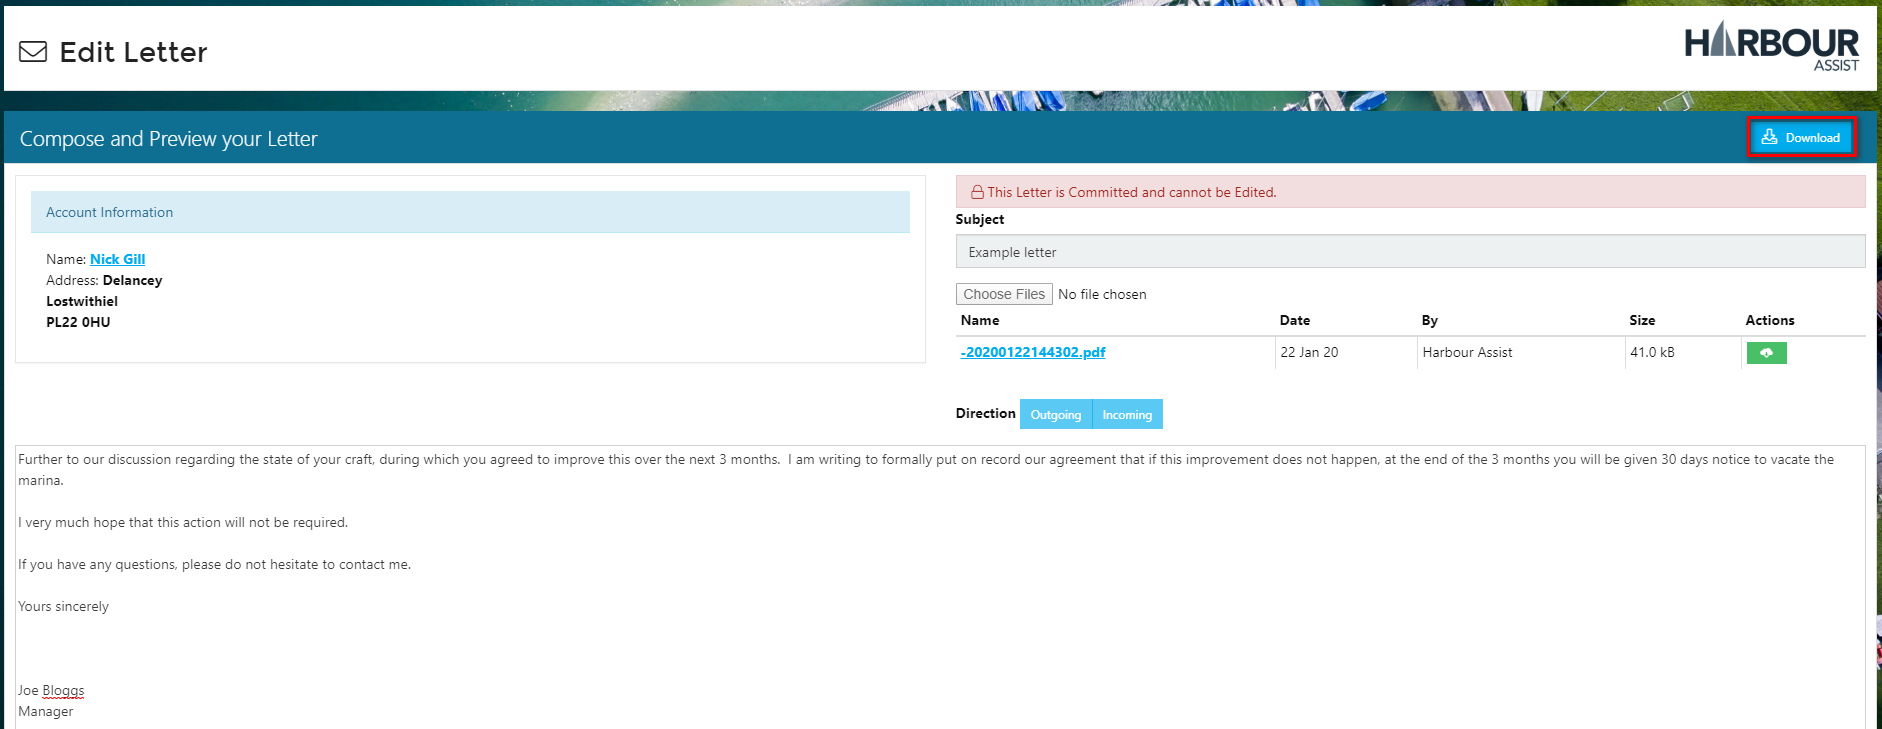 Edit Letter
HARBOUR
ASSIST
Compose and Preview your Letter
Download
Account Information
Name: Nick Gill
Address: Delancey
Lostwithiel
PL22 0HU
This Letter is Committed and cannot be Edited.
Subject
Example letter
Choose Files No file chosen
Name Date By Size Actions
-20200122144302.pdf 22 Jan 20 Harbour Assist 41.0 kB
Direction Outgoing Incoming
Further to our discussion regarding the state of your craft, during which you agreed to improve this over the next 3 months.  I am writing to formally put on record our agreement that if this improvement does not happen, at the end of the 3 months you will be given 30 days notice to vacate the
marina.
I very much hope that this action will not be required.
If you have any questions, please do not hesitate to contact me.
Yours sincerely
Joe Bloggs
Manager